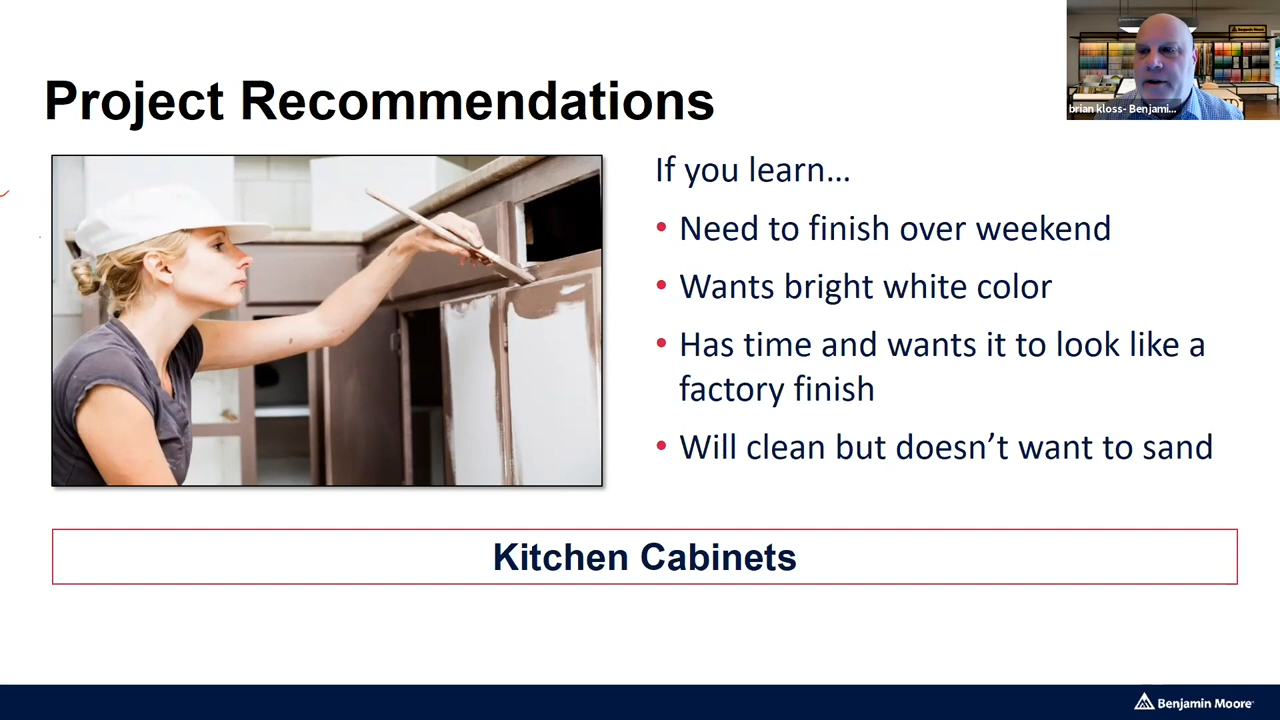 Project Recommendations
brian kloss- Benjami...
Benjamin Moore
If you learn…
• Need to finish over weekend
• Wants bright white color
• Has time and wants it to look like a
factory finish
• Will clean but doesn’t want to sand
Kitchen Cabinets
Benjamin Moore